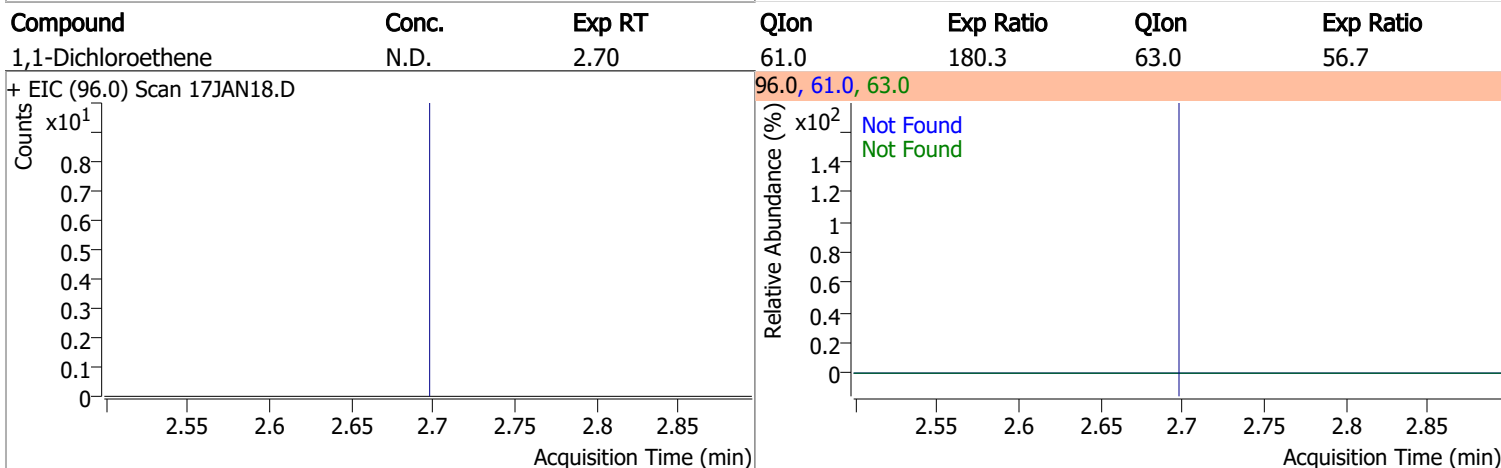 Compound Conc. Exp RT QIon Exp Ratio QIon Exp Ratio
1,1-Dichloroethene N.D. 2.70 61.0 180.3 63.0 56.7
+ EIC (96.0) Scan 17JAN18.D
Counts
x10^1
0.8
0.7
0.6
0.5
0.4
0.3
0.2
0.1
0
2.55 2.6 2.65 2.7 2.75 2.8 2.85
Acquisition Time (min)
96.0, 61.0, 63.0
Relative Abundance (%)
x10^2
Not Found
Not Found
1.4
1.2
1
0.8
0.6
0.4
0.2
0
2.55 2.6 2.65 2.7 2.75 2.8 2.85
Acquisition Time (min)